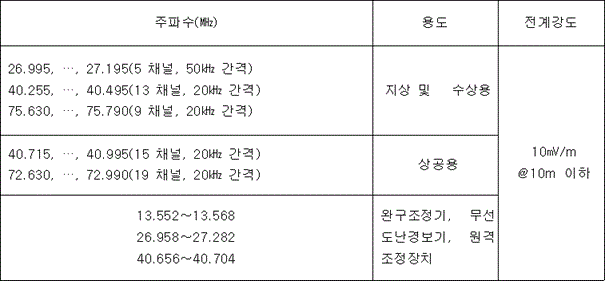 주파수(㎒) 용도 전계강도
26.995, …, 27.195(5 채널, 50㎑ 간격)
40.255, …, 40.495(13 채널, 20㎑ 간격)
75.630, …, 75.790(9 채널, 20㎑ 간격)
지상 및 수상용
40.715, …, 40.995(15 채널, 20㎑ 간격)
72.630, …, 72.990(19 채널, 20㎑ 간격)
상공용
13.552～13.568
26.958～27.282
40.656～40.704
완구조정기, 무선
도난경보기, 원격
조정장치
10㎷/m
@10m 이하